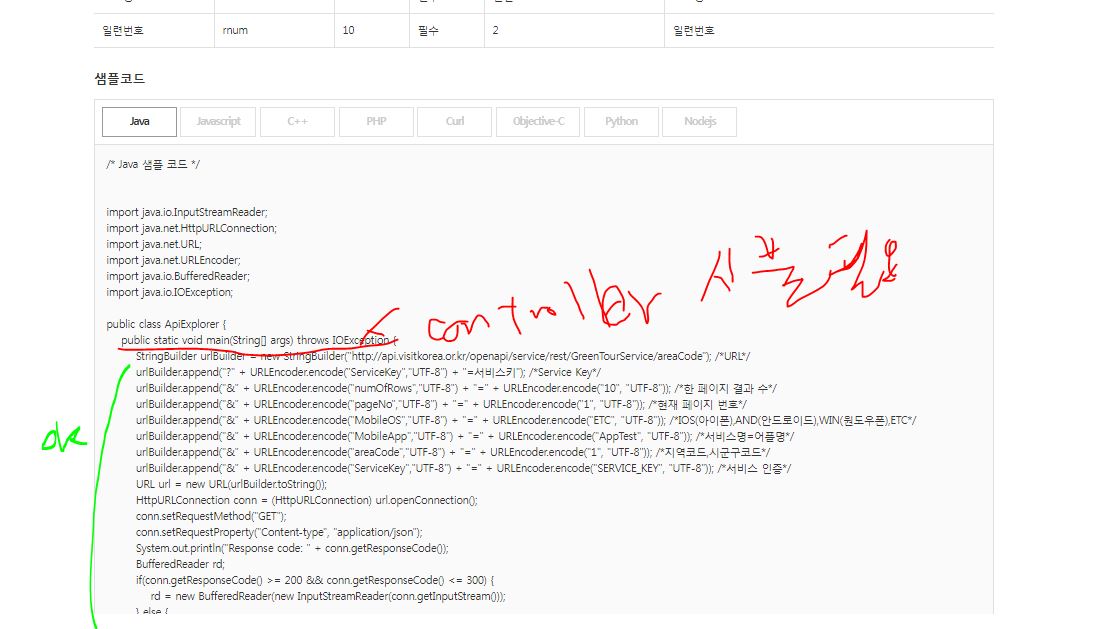 일련번호 rnum 10 필수 2 일련번호
샘플코드
Java Javascript C++ PHP Curl Objective-C Python Nodejs
/* Java 샘플 코드 */
import java.io.InputStreamReader;
import java.net.HttpURLConnection;
import java.net.URL;
import java.net.URLEncoder;
import java.io.BufferedReader;
import java.io.IOException;
controller
public class ApiExplorer {
public static void main(String[] args) throws IOException {
StringBuilder urlBuilder = new StringBuilder("http://api.visitkorea.or.kr/openapi/service/rest/GreenTourService/areaCode"); /*URL*/
urlBuilder.append("?" + URLEncoder.encode("ServiceKey","UTF-8") + "=서비스키"); /*Service Key*/
urlBuilder.append("&" + URLEncoder.encode("numOfRows","UTF-8") + "=" + URLEncoder.encode("10", "UTF-8")); /*한 페이지 결과 수*/
urlBuilder.append("&" + URLEncoder.encode("pageNo","UTF-8") + "=" + URLEncoder.encode("1", "UTF-8")); /*현재 페이지 번호*/
urlBuilder.append("&" + URLEncoder.encode("MobileOS","UTF-8") + "=" + URLEncoder.encode("ETC", "UTF-8")); /*IOS(아이폰),AND(안드로이드),WIN(원도우폰),ETC*/
urlBuilder.append("&" + URLEncoder.encode("MobileApp","UTF-8") + "=" + URLEncoder.encode("AppTest", "UTF-8")); /*서비스명=어플명*/
urlBuilder.append("&" + URLEncoder.encode("areaCode","UTF-8") + "=" + URLEncoder.encode("1", "UTF-8")); /*지역코드,시군구코드*/
urlBuilder.append("&" + URLEncoder.encode("ServiceKey","UTF-8") + "=" + URLEncoder.encode("SERVICE_KEY", "UTF-8")); /*서비스 인증*/
URL url = new URL(urlBuilder.toString());
HttpURLConnection conn = (HttpURLConnection) url.openConnection();
conn.setRequestMethod("GET");
conn.setRequestProperty("Content-type", "application/json");
System.out.println("Response code: " + conn.getResponseCode());
BufferedReader rd;
if(conn.getResponseCode() >= 200 && conn.getResponseCode() <= 300) {
rd = new BufferedReader(new InputStreamReader(conn.getInputStream()));
} else {